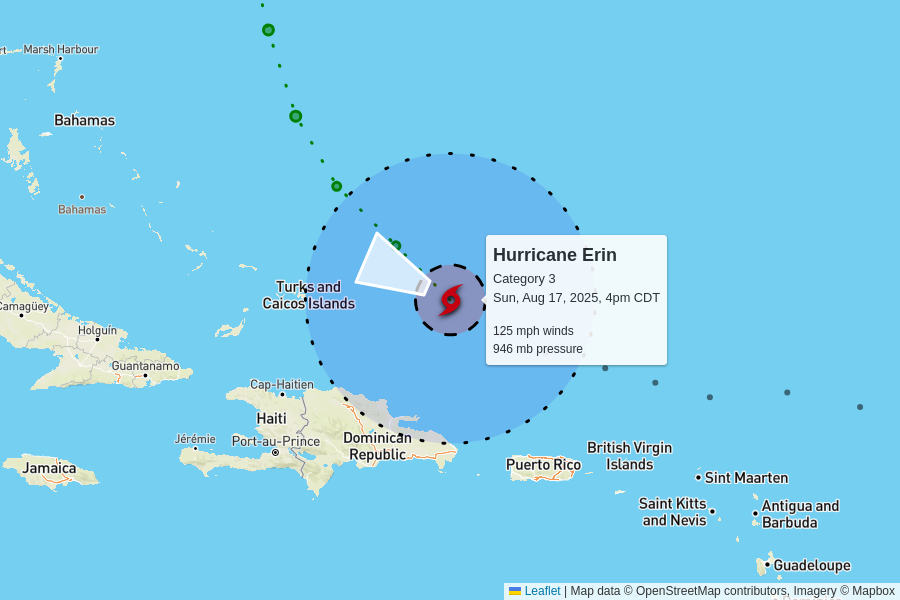 Marsh Harbour
Bahamas
Bahamas
Hurricane Erin
Category 3
Sun, Aug 17, 2025, 4pm CDT
125 mph winds
946 mb pressure
Turks and
Caicos Islands
Camagüey
Holguín
Guantanamo
Cap-Haitien
Haiti
Jérémie
Port-au-Prince
Dominican
Republic
Jamaica
Puerto Rico
British Virgin
Islands
Sint Maarten
Saint Kitts
and Nevis
Antigua and
Barbuda
Guadeloupe
Leaflet | Map data © OpenStreetMap contributors, Imagery © Mapbox